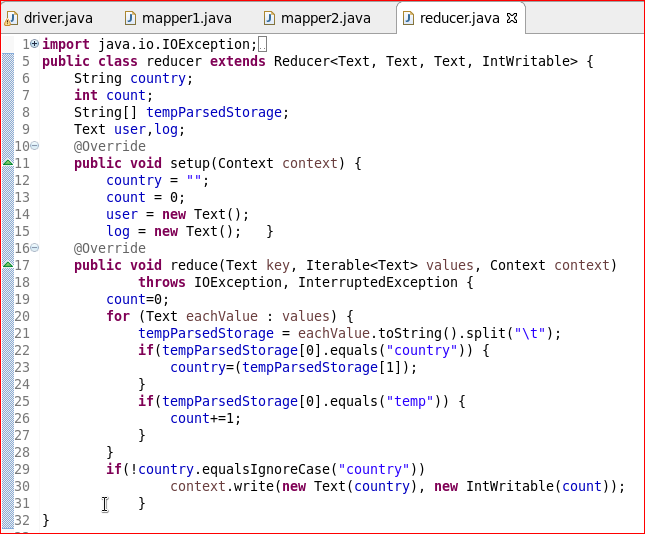 driver.java mapper1.java mapper2.java reducer.java
1 import java.io.IOException;
5 public class reducer extends Reducer<Text, Text, Text, IntWritable> {
6 String country;
7 int count;
8 String[] tempParsedStorage;
9 Text user,log;
10 @Override
11 public void setup(Context context) {
12 country = "";
13 count = 0;
14 user = new Text();
15 log = new Text(); }
16 @Override
17 public void reduce(Text key, Iterable<Text> values, Context context)
18 throws IOException, InterruptedException {
19 count=0;
20 for (Text eachValue : values) {
21 tempParsedStorage = eachValue.toString().split("\t");
22 if(tempParsedStorage[0].equals("country")) {
23 country=(tempParsedStorage[1]);
24 }
25 if(tempParsedStorage[0].equals("temp")) {
26 count+=1;
27 }
28 }
29 if(!country.equalsIgnoreCase("country"))
30 context.write(new Text(country), new IntWritable(count));
31 }
32 }